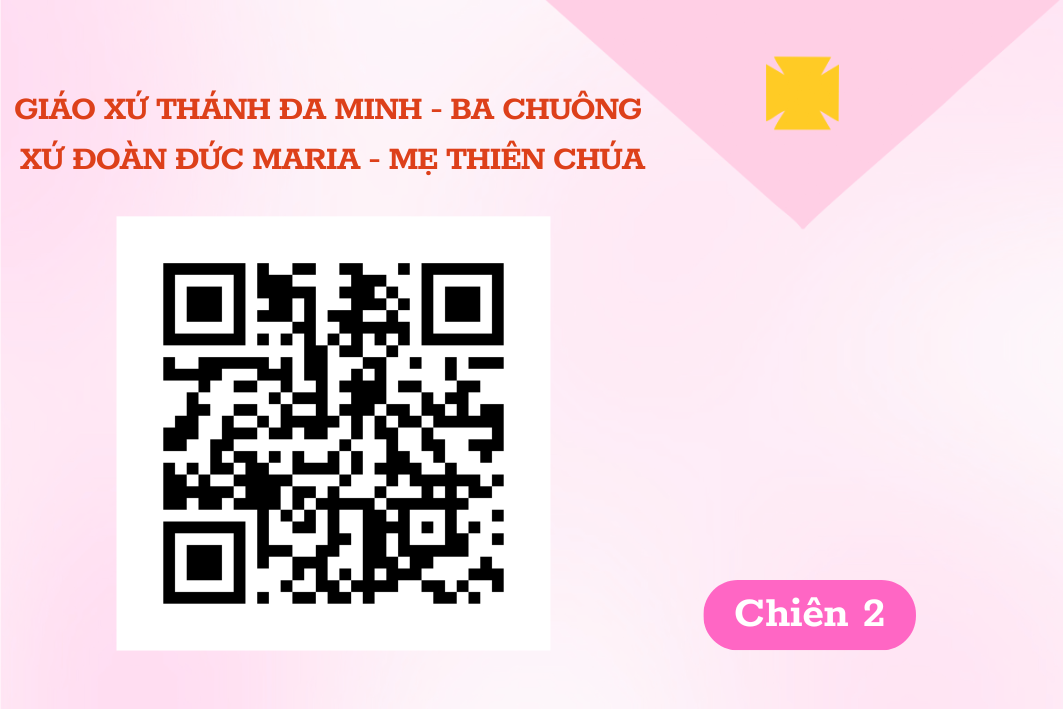 GIÁO XỨ THÁNH ĐA MINH - BA CHUÔNG
XỨ ĐOÀN ĐỨC MARIA - MẸ THIÊN CHÚA
Chiên 2